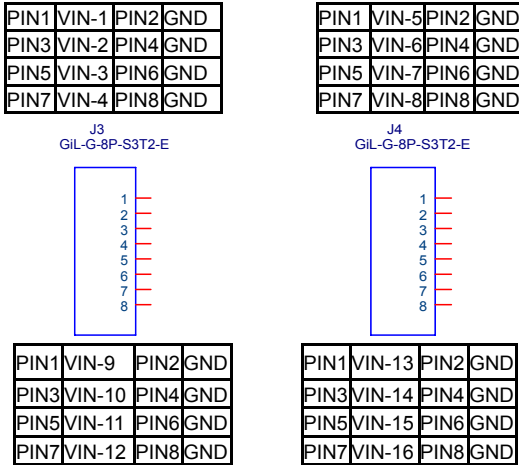 PIN1 VIN-1 PIN2 GND
PIN3 VIN-2 PIN4 GND
PIN5 VIN-3 PIN6 GND
PIN7 VIN-4 PIN8 GND
PIN1 VIN-5 PIN2 GND
PIN3 VIN-6 PIN4 GND
PIN5 VIN-7 PIN6 GND
PIN7 VIN-8 PIN8 GND
J3
GiL-G-8P-S3T2-E
1
2
3
4
5
6
7
8
J4
GiL-G-8P-S3T2-E
1
2
3
4
5
6
7
8
PIN1 VIN-9 PIN2 GND
PIN3 VIN-10 PIN4 GND
PIN5 VIN-11 PIN6 GND
PIN7 VIN-12 PIN8 GND
PIN1 VIN-13 PIN2 GND
PIN3 VIN-14 PIN4 GND
PIN5 VIN-15 PIN6 GND
PIN7 VIN-16 PIN8 GND